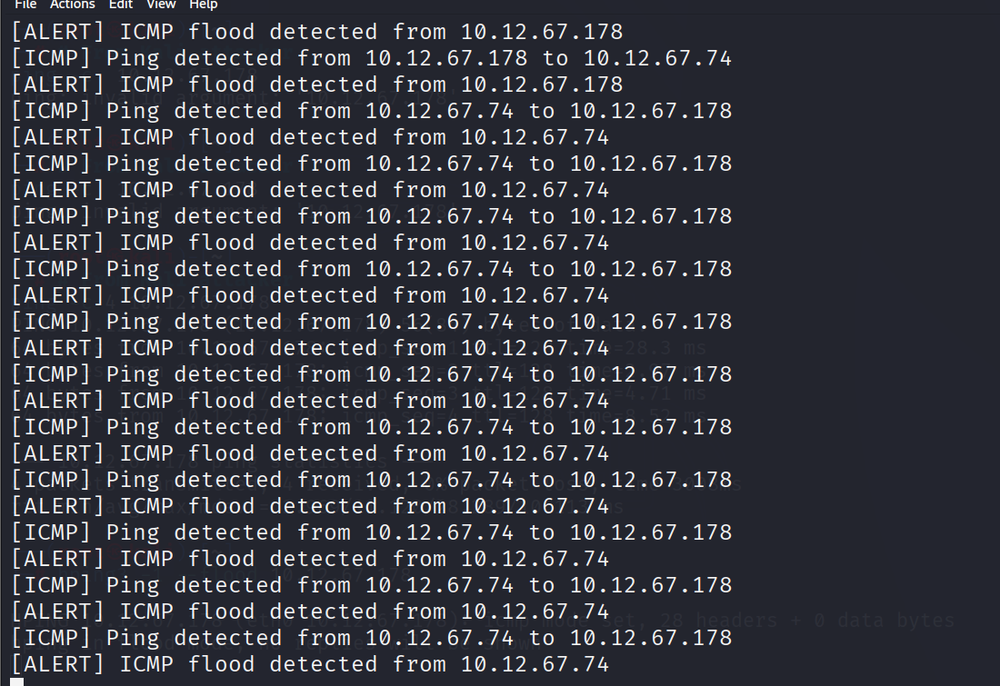 File Actions Edit View Help
[ALERT] ICMP flood detected from 10.12.67.178
[ICMP] Ping detected from 10.12.67.178 to 10.12.67.74
[ALERT] ICMP flood detected from 10.12.67.178
[ICMP] Ping detected from 10.12.67.74 to 10.12.67.178
[ALERT] ICMP flood detected from 10.12.67.74
[ICMP] Ping detected from 10.12.67.74 to 10.12.67.178
[ALERT] ICMP flood detected from 10.12.67.74
[ICMP] Ping detected from 10.12.67.74 to 10.12.67.178
[ALERT] ICMP flood detected from 10.12.67.74
[ICMP] Ping detected from 10.12.67.74 to 10.12.67.178
[ALERT] ICMP flood detected from 10.12.67.74
[ICMP] Ping detected from 10.12.67.74 to 10.12.67.178
[ALERT] ICMP flood detected from 10.12.67.74
[ICMP] Ping detected from 10.12.67.74 to 10.12.67.178
[ALERT] ICMP flood detected from 10.12.67.74
[ICMP] Ping detected from 10.12.67.74 to 10.12.67.178
[ALERT] ICMP flood detected from 10.12.67.74
[ICMP] Ping detected from 10.12.67.74 to 10.12.67.178
[ALERT] ICMP flood detected from 10.12.67.74
[ICMP] Ping detected from 10.12.67.74 to 10.12.67.178
[ALERT] ICMP flood detected from 10.12.67.74
[ICMP] Ping detected from 10.12.67.74 to 10.12.67.178
[ALERT] ICMP flood detected from 10.12.67.74
[ICMP] Ping detected from 10.12.67.74 to 10.12.67.178
[ALERT] ICMP flood detected from 10.12.67.74